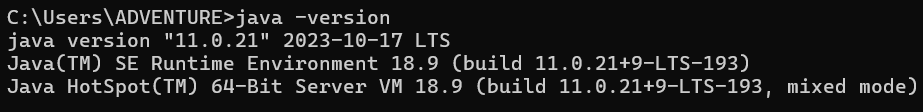 C:\Users\ADVENTURE>java -version
java version "11.0.21" 2023-10-17 LTS
Java(TM) SE Runtime Environment 18.9 (build 11.0.21+9-LTS-193)
Java HotSpot(TM) 64-Bit Server VM 18.9 (build 11.0.21+9-LTS-193, mixed mode)